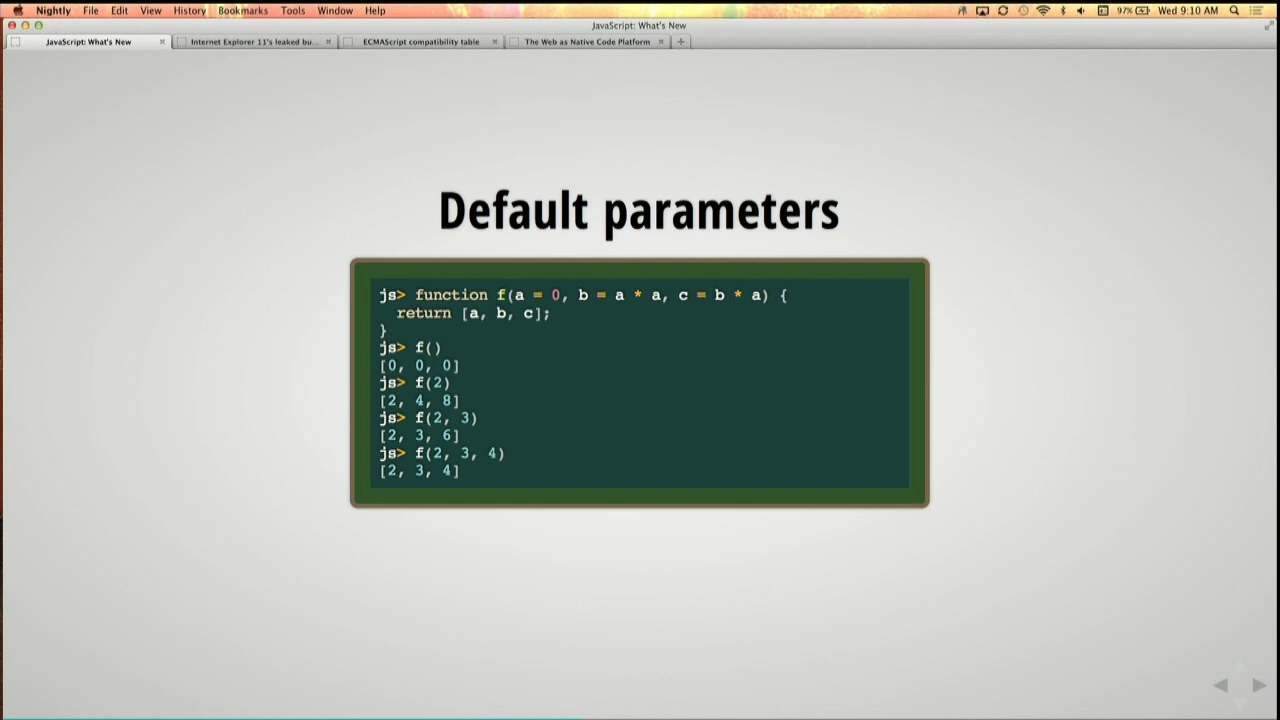 Nightly File Edit View History Bookmarks Tools Window Help 97% Wed 9:10 AM
JavaScript: What's New
JavaScript: What's New Internet Explorer 11's leaked bu... ECMAScript compatibility table The Web as Native Code Platform
Default parameters
js> function f(a = 0, b = a * a, c = b * a) {
  return [a, b, c];
}
js> f()
[0, 0, 0]
js> f(2)
[2, 4, 8]
js> f(2, 3)
[2, 3, 6]
js> f(2, 3, 4)
[2, 3, 4]